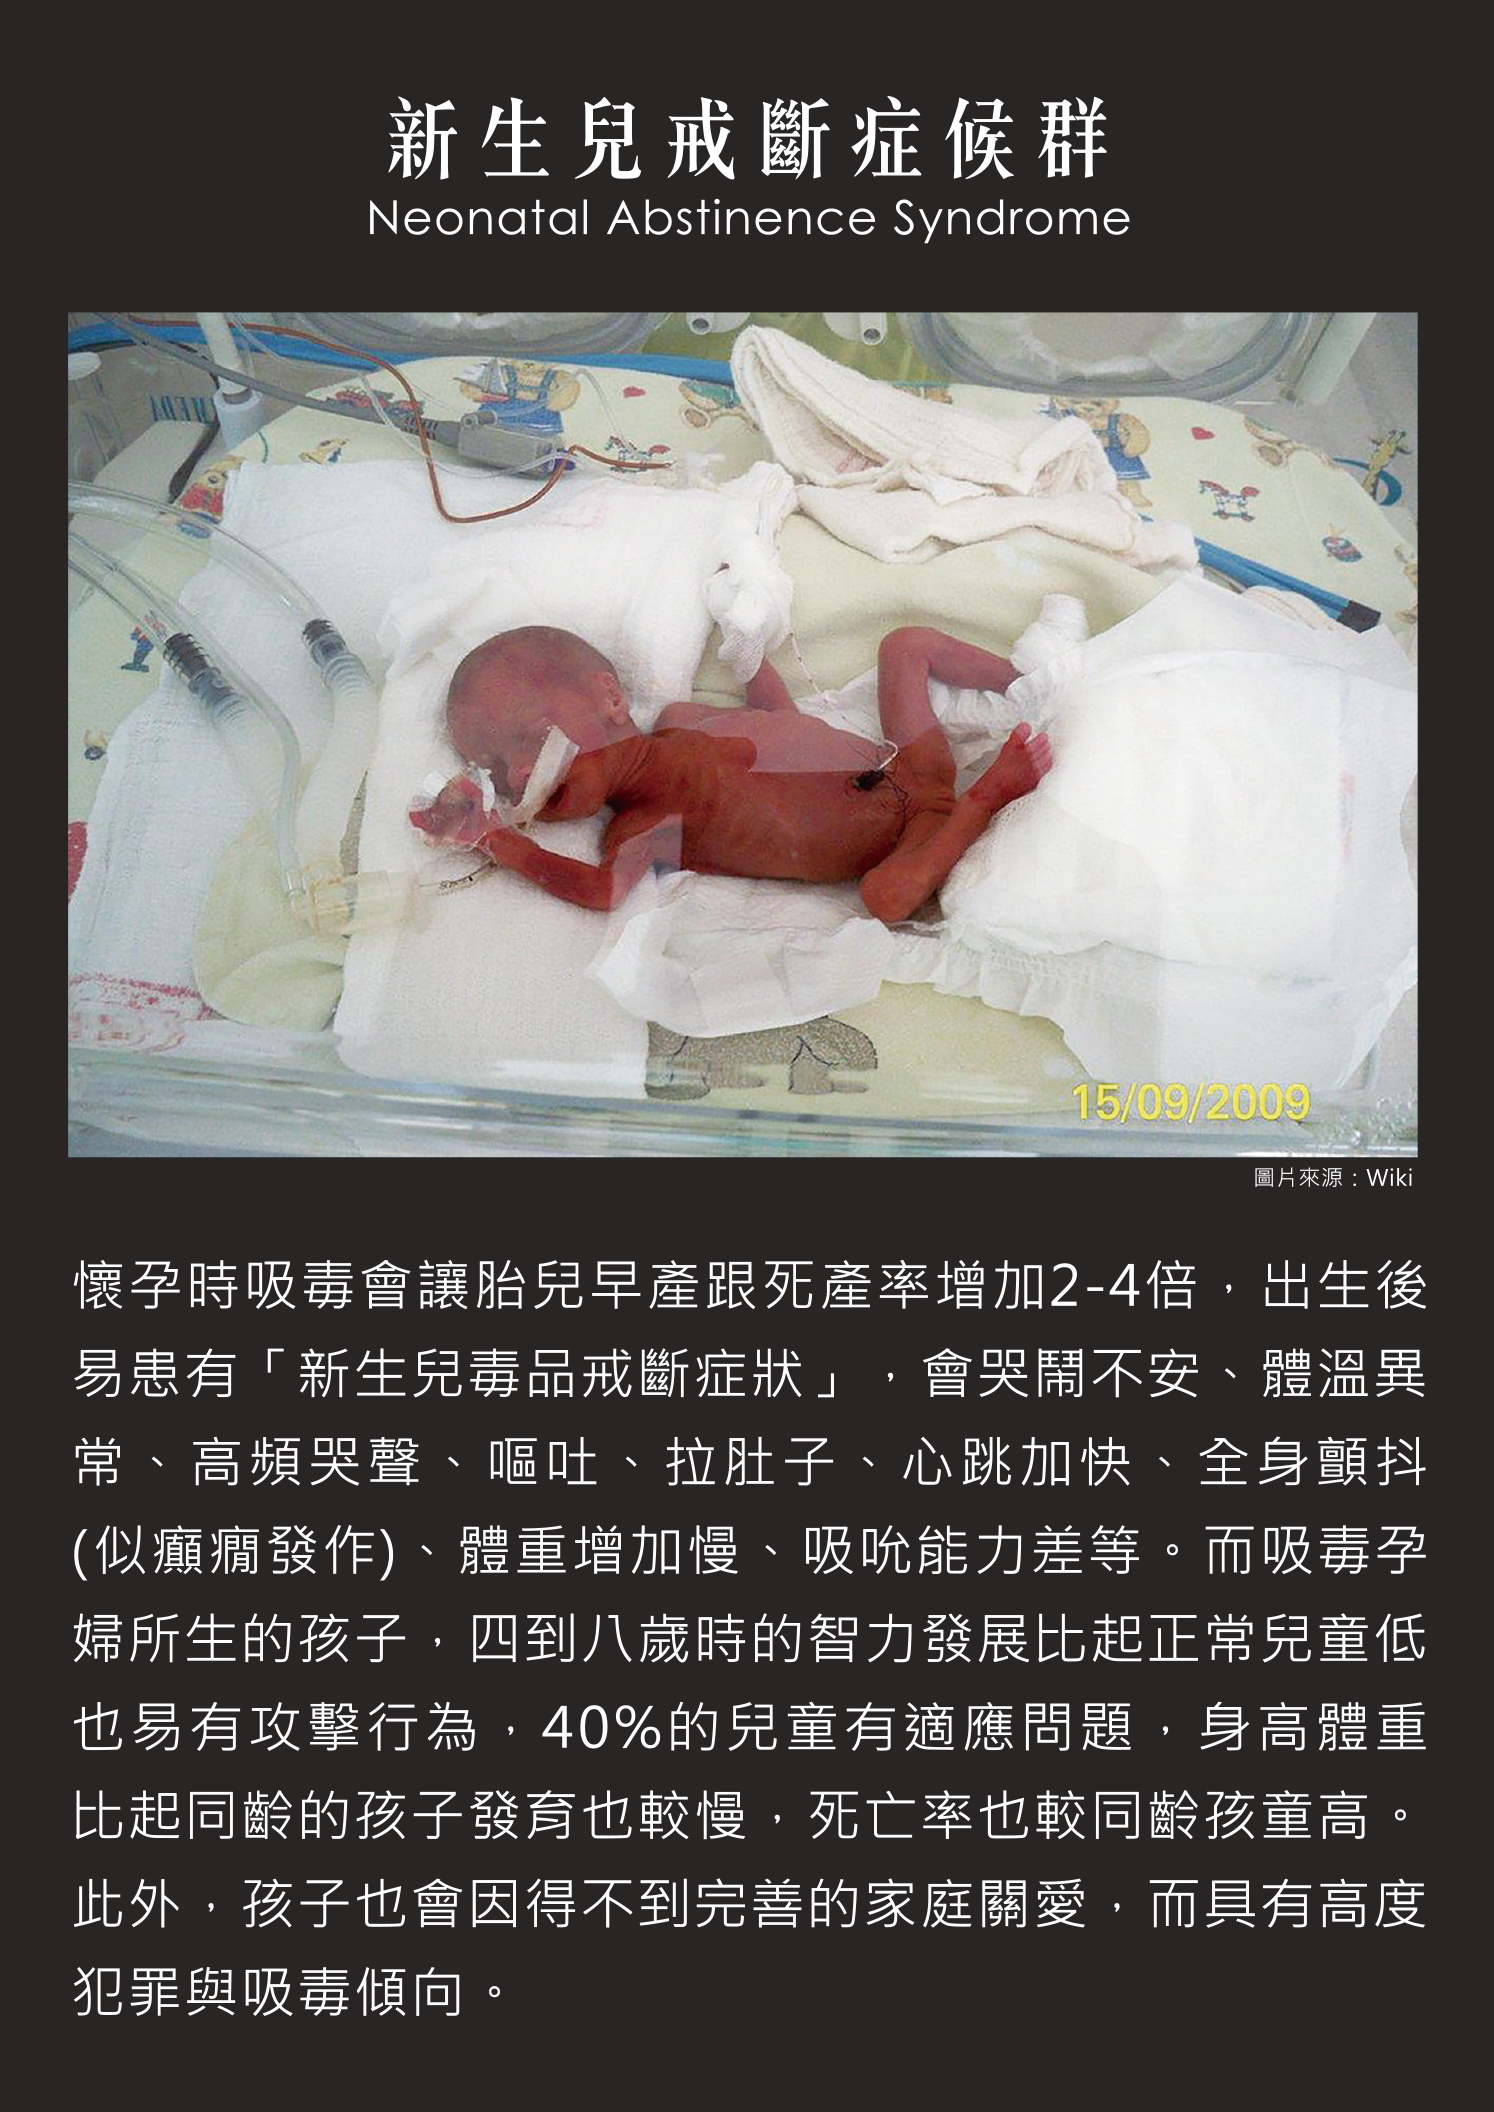 新生兒戒斷症候群
Neonatal Abstinence Syndrome
15/09/2009
圖片來源：Wiki
懷孕時吸毒會讓胎兒早產跟死產率增加2-4倍，出生後
易患有「新生兒毒品戒斷症狀」，會哭鬧不安、體溫異
常、高頻哭聲、嘔吐、拉肚子、心跳加快、全身顫抖
(似癲癇發作)、體重增加慢、吸吮能力差等。而吸毒孕
婦所生的孩子，四到八歲時的智力發展比起正常兒童低
也易有攻擊行為，40%的兒童有適應問題，身高體重
比起同齡的孩子發育也較慢，死亡率也較同齡孩童高。
此外，孩子也會因得不到完善的家庭關愛，而具有高度
犯罪與吸毒傾向。